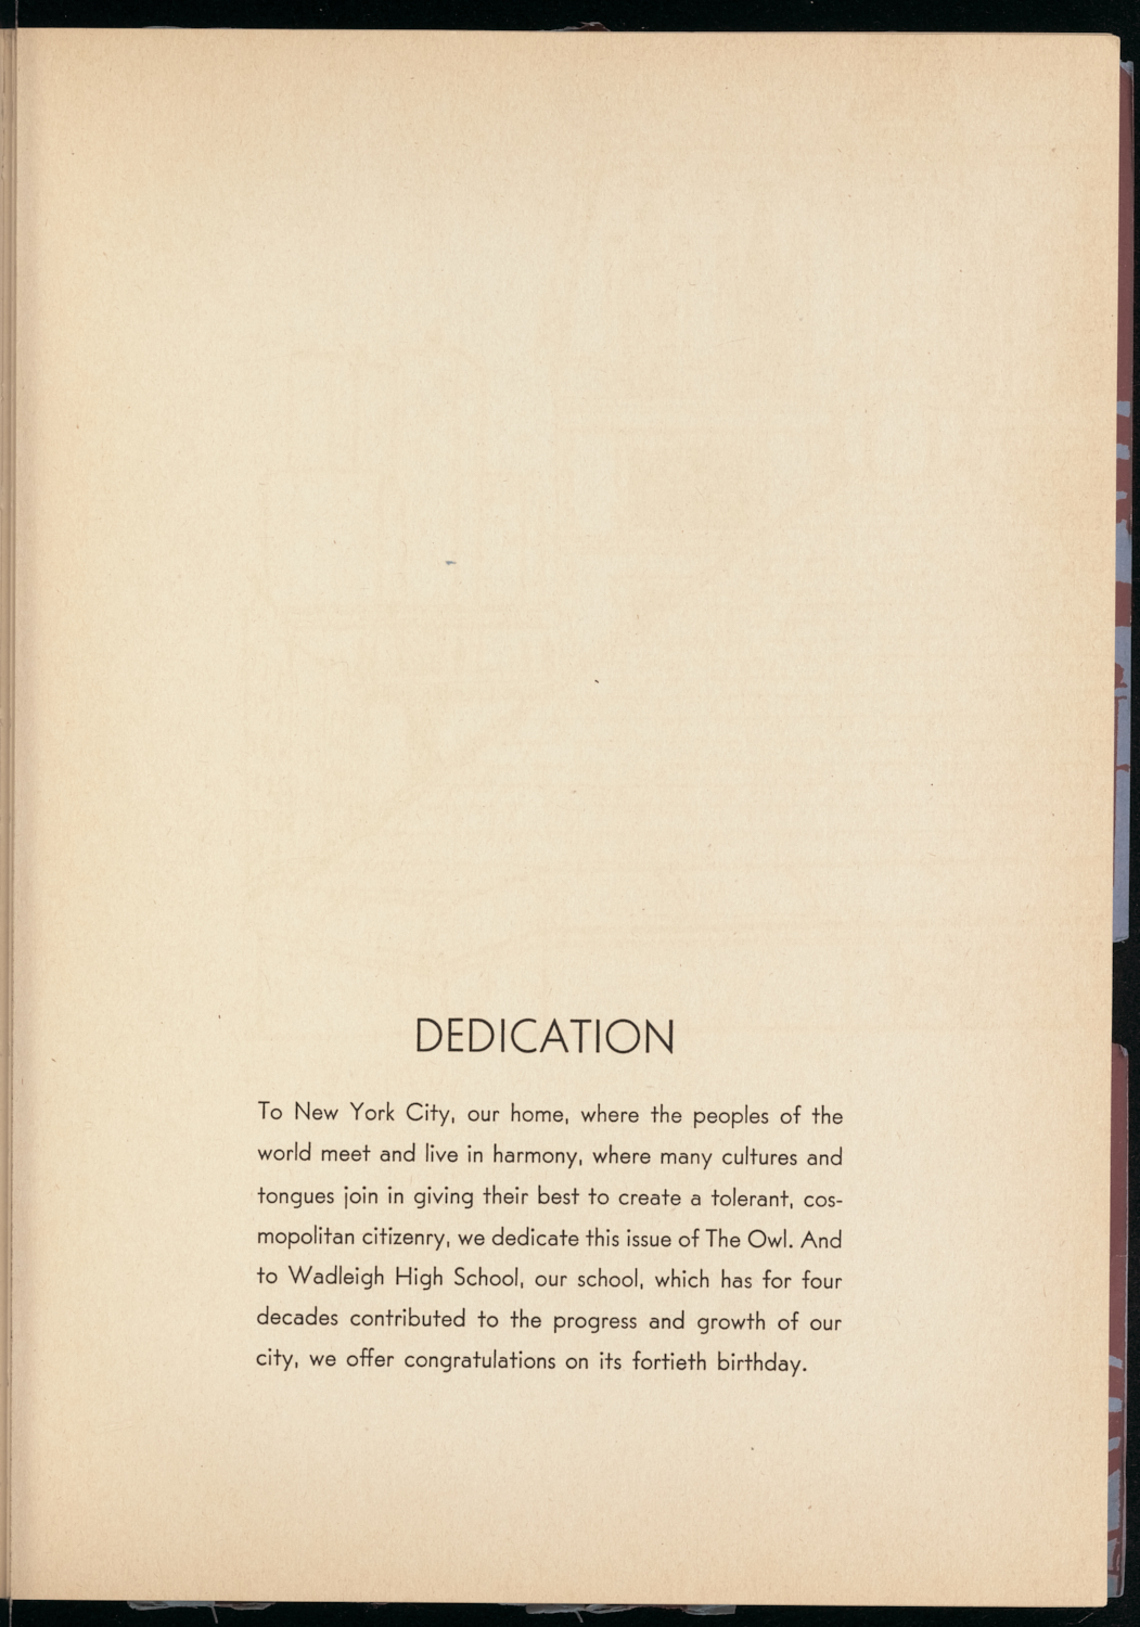 DEDICATION
To New York City, our home, where the peoples of the
world meet and live in harmony, where many cultures and
tongues join in giving their best to create a tolerant, cos-
mopolitan citizenry, we dedicate this issue of The Owl. And
to Wadleigh High School, our school, which has for four
decades contributed to the progress and growth of our
city, we offer congratulations on its fortieth birthday.